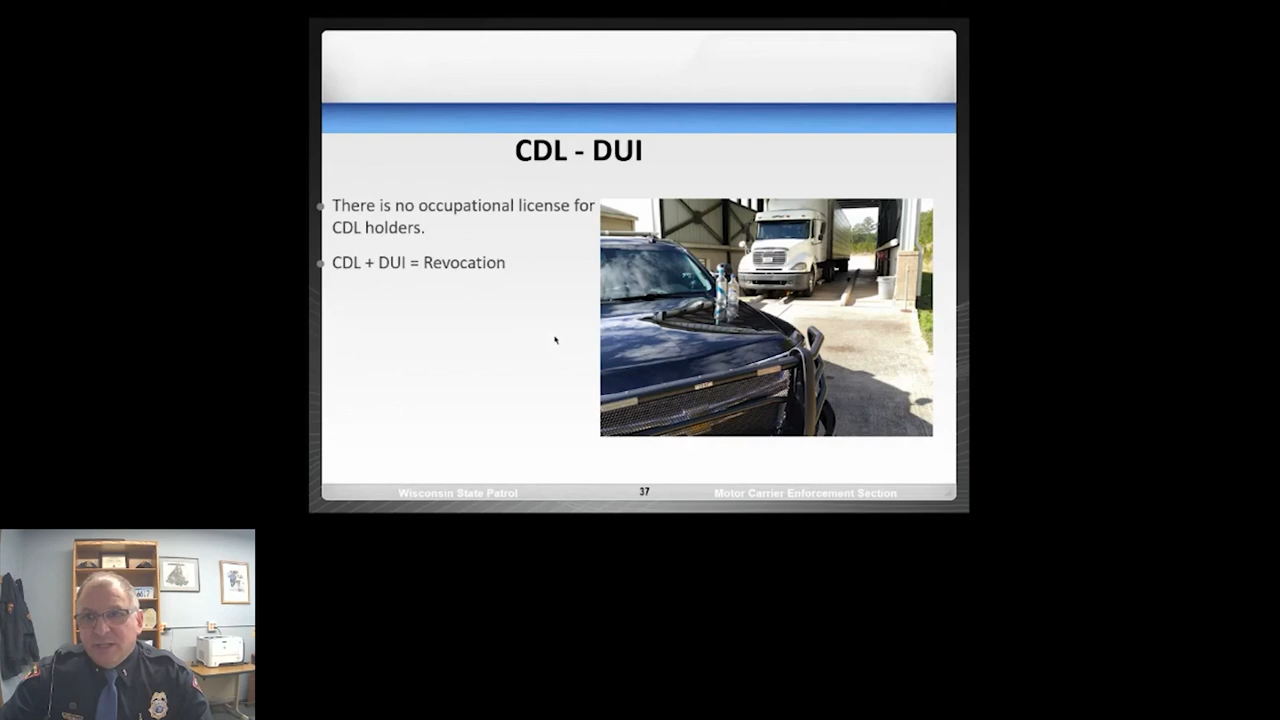 CDL - DUI
There is no occupational license for
CDL holders.
CDL + DUI = Revocation
Wisconsin State Patrol
37
Motor Carrier Enforcement Section